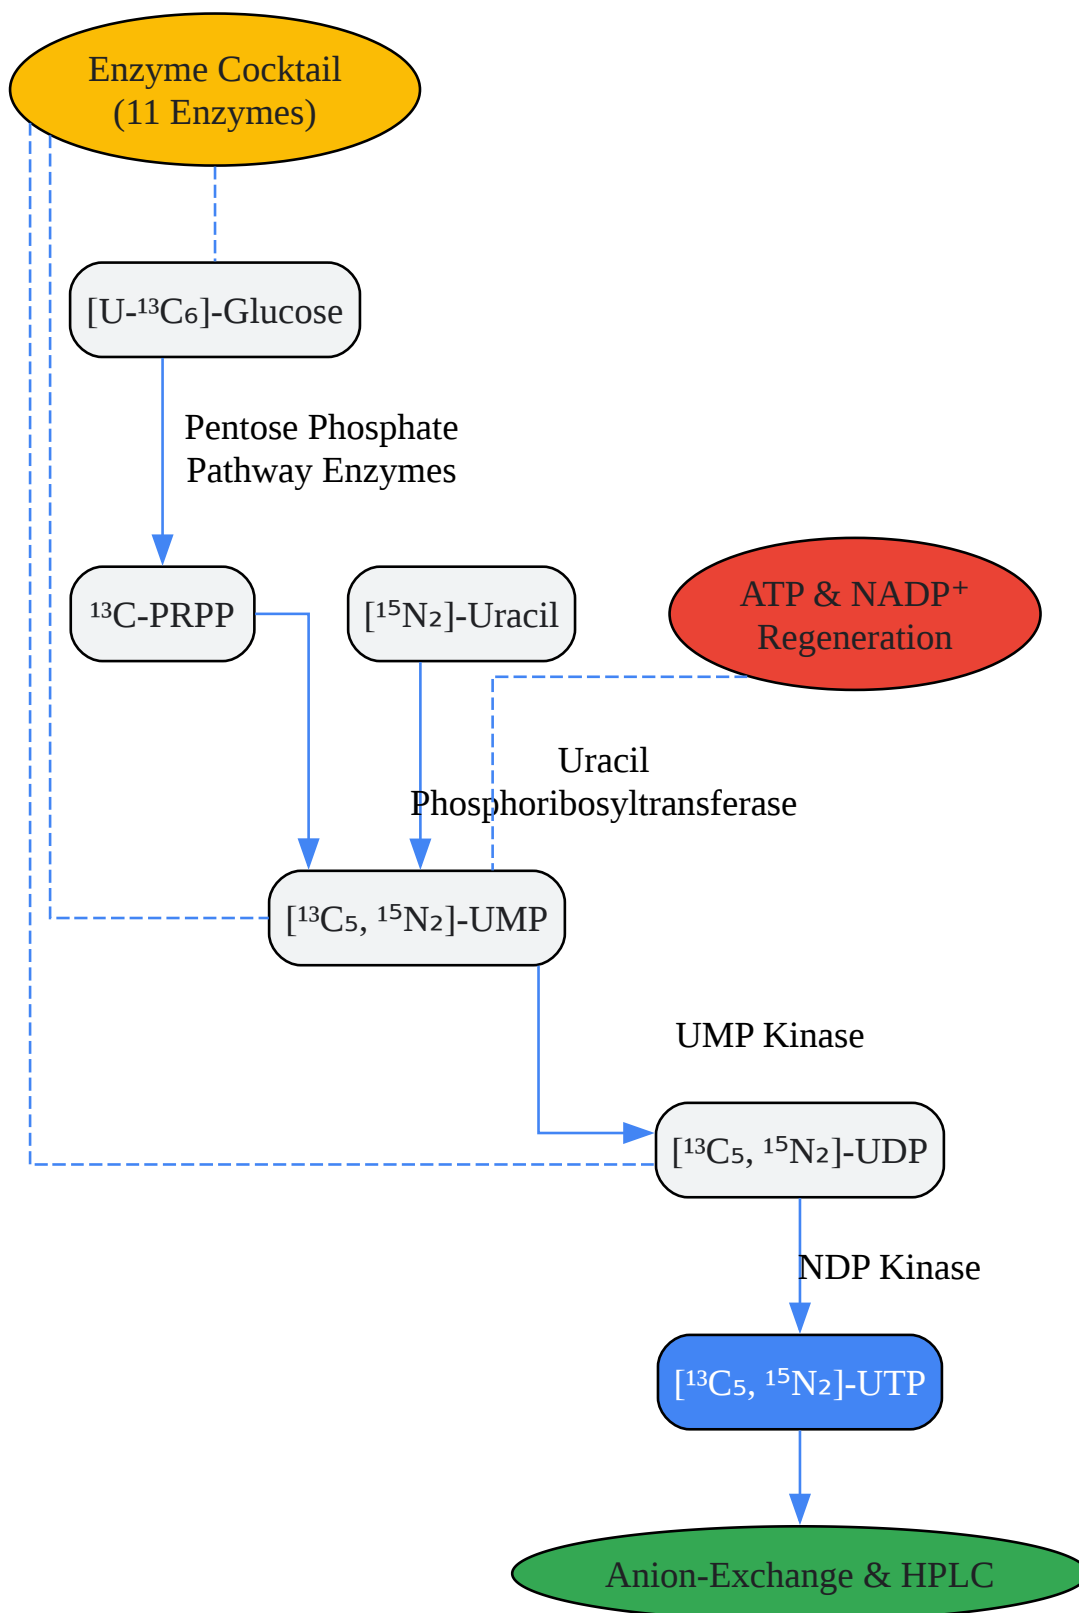 Enzyme Cocktail
(11 Enzymes)
[U-¹³C₆]-Glucose
Pentose Phosphate
Pathway Enzymes
¹³C-PRPP
[¹⁵N₂]-Uracil
ATP & NADP⁺
Regeneration
Uracil
Phosphoribosyltransferase
[¹³C₅, ¹⁵N₂]-UMP
UMP Kinase
[¹³C₅, ¹⁵N₂]-UDP
NDP Kinase
[¹³C₅, ¹⁵N₂]-UTP
Anion-Exchange & HPLC